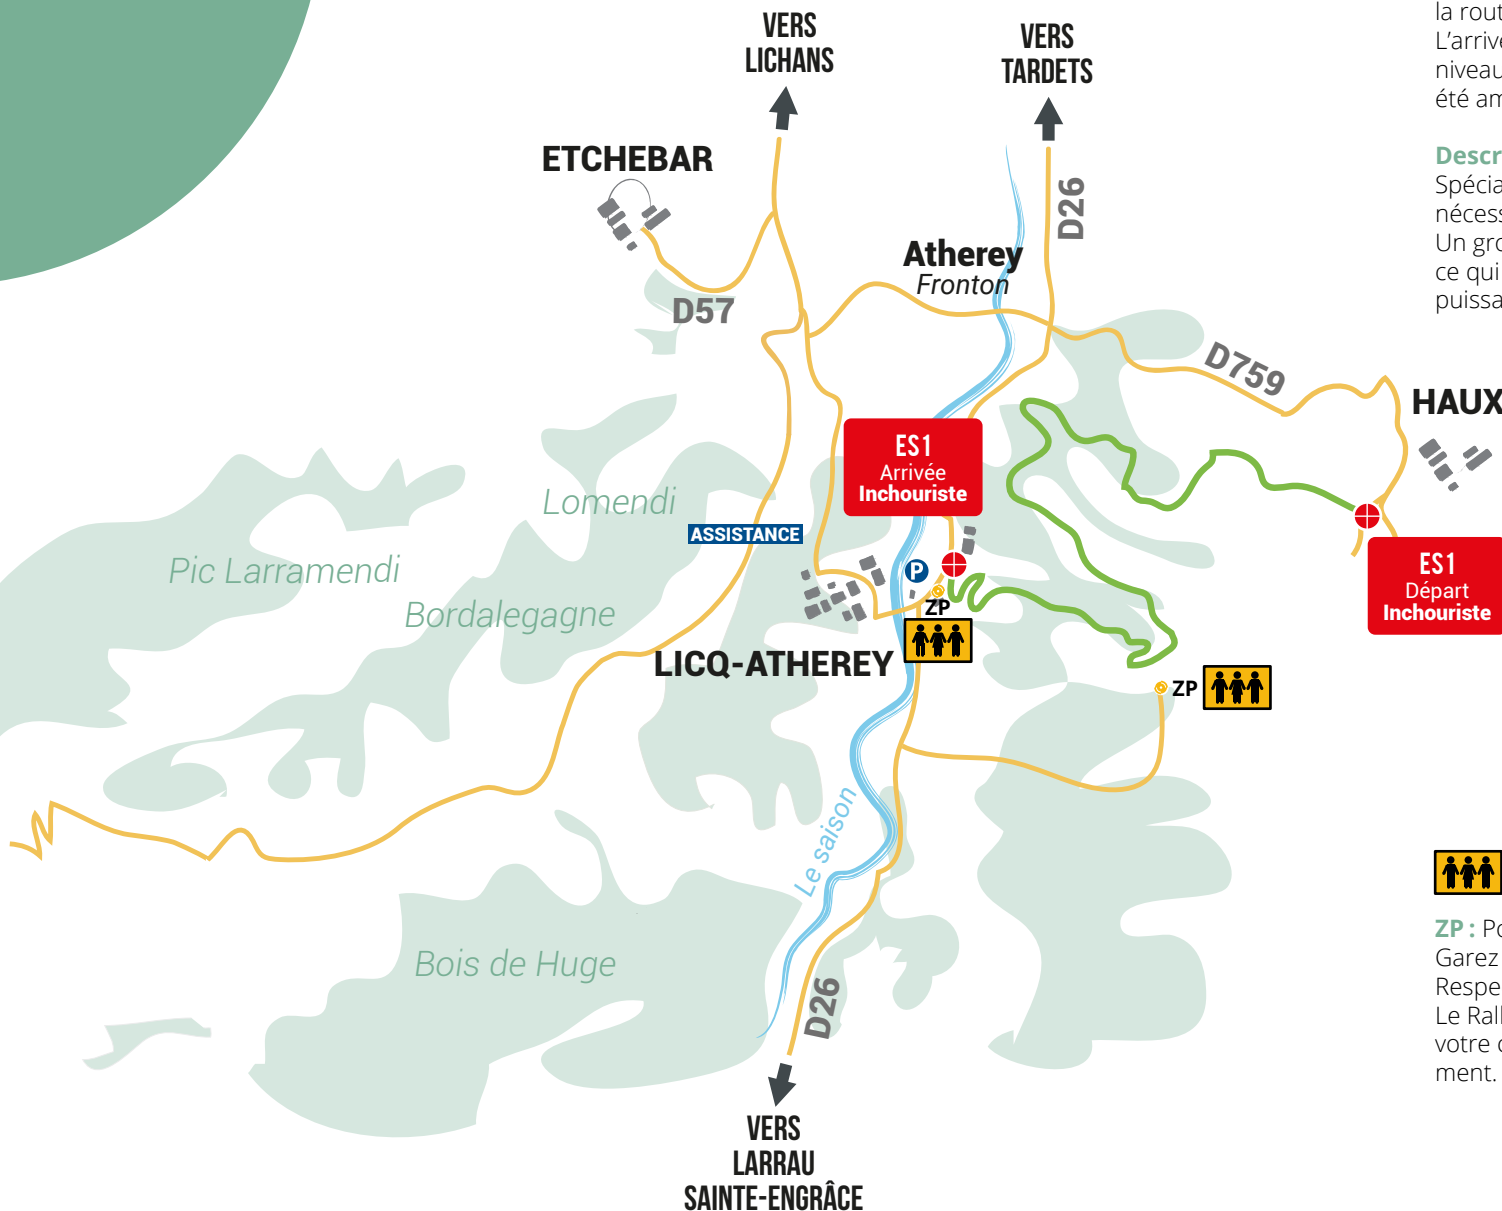 VERS
LICHANS
VERS
TARDETS
ETCHEBAR
D26
Atherey
Fronton
D57
D759
HAUX
ES1
Arrivée
Inchouriste
Lomendi
ASSISTANCE
Pic Larramendi
Bordalegagne
P
ZP
LICQ-ATHEREY
ES1
Départ
Inchouriste
ZP
Le saison
Bois de Huge
D26
VERS
LARRAU
SAINTE-ENGRÂCE
la rout
L'arrivé
niveau
été am
Descr
Spécia
nécess
Un gro
ce qui
puissa
ZP : Po
Garez
Respe
Le Rall
votre c
ment.